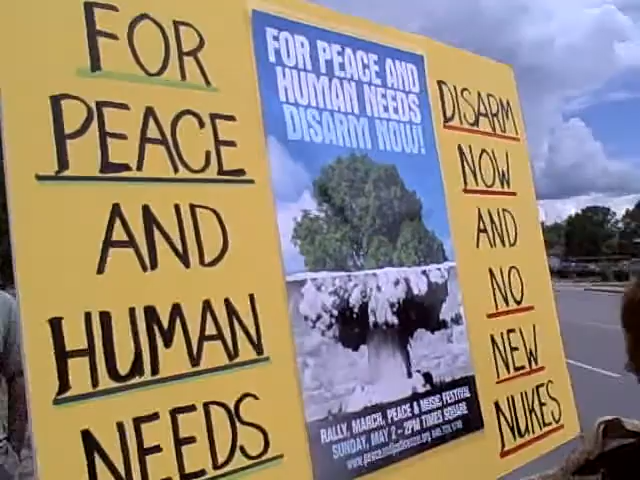 FOR
PEACE
AND
HUMAN
NEEDS
FOR PEACE AND
HUMAN NEEDS
DISARM NOW!
RALLY, MARCH, PEACE & MUSIC FESTIVAL
SUNDAY, MAY 2 - 2PM TIMES SQUARE
DISARM
NOW
AND
NO
NEW
NUKES